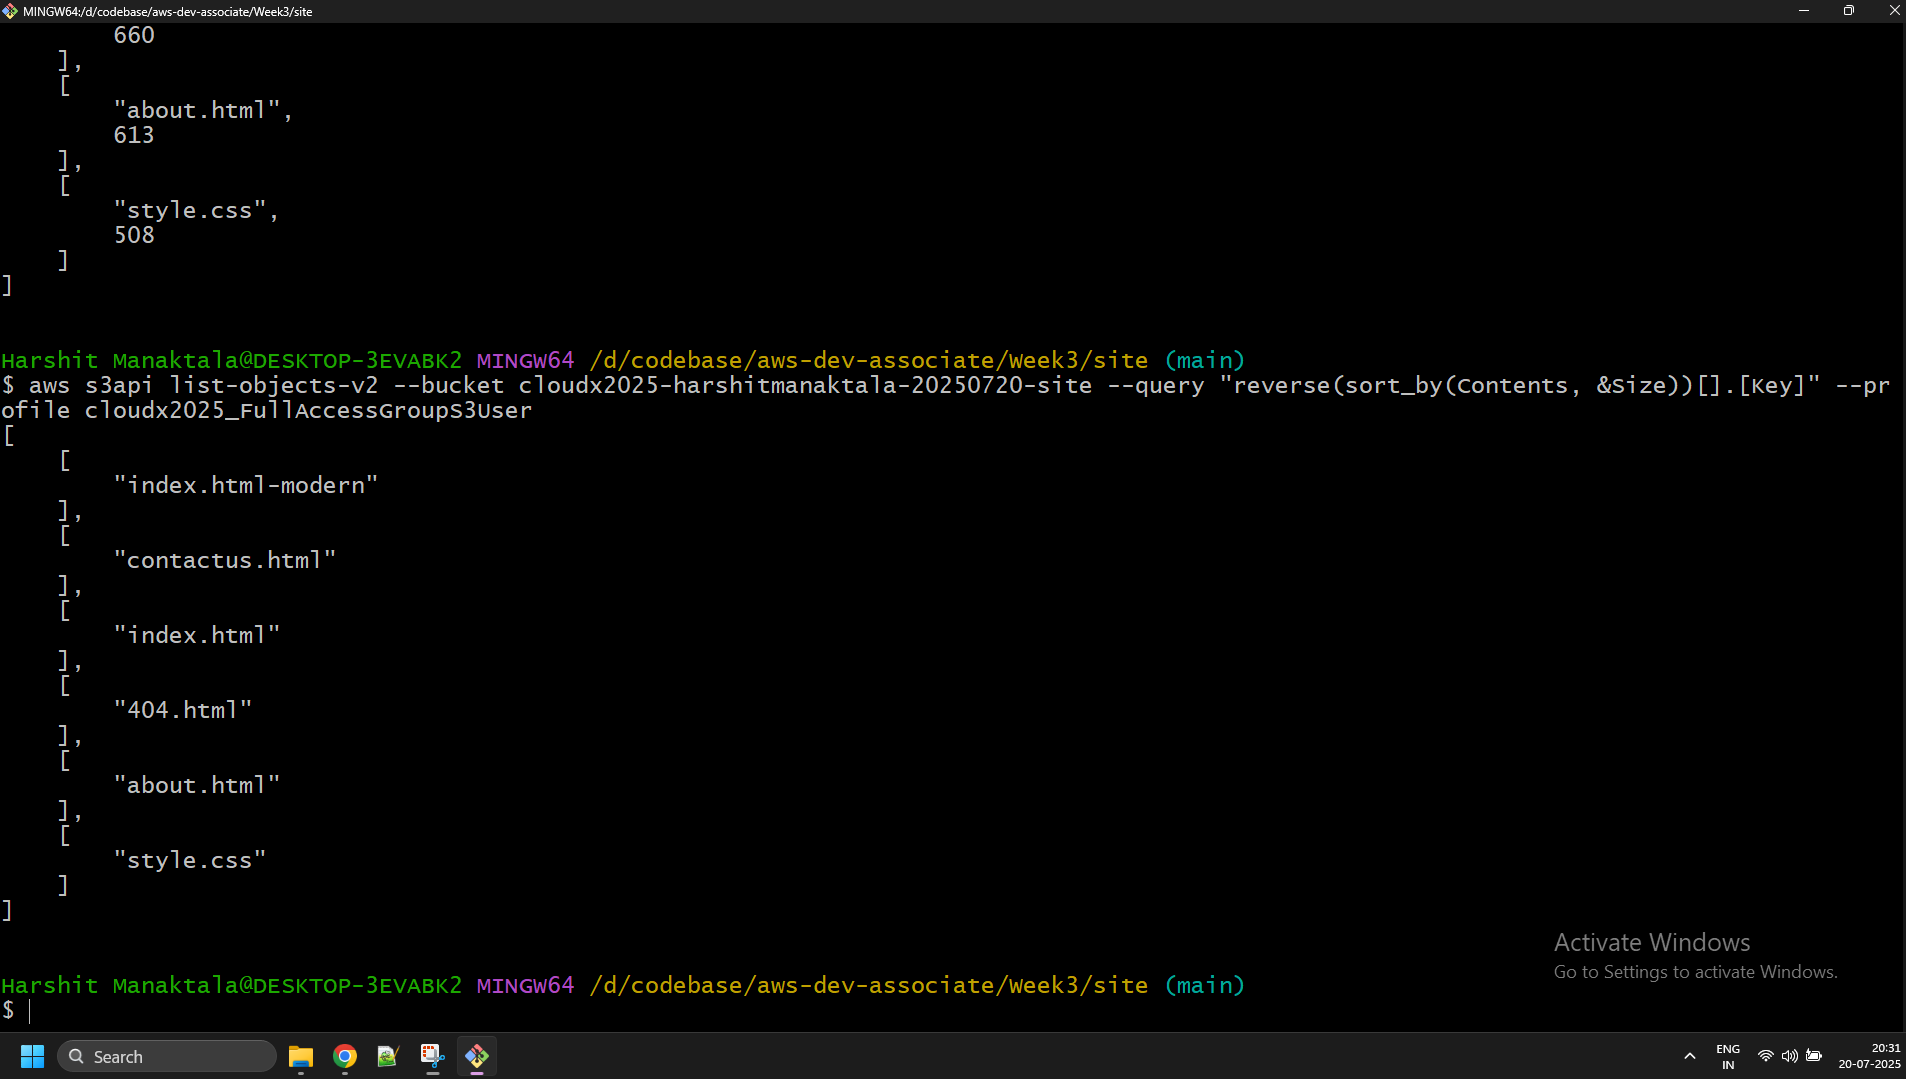 MINGW64:/d/codebase/aws-dev-associate/Week3/site
        660
    ],
    [
        "about.html",
        613
    ],
    [
        "style.css",
        508
    ]
]
Harshit Manaktala@DESKTOP-3EVABK2 MINGW64 /d/codebase/aws-dev-associate/Week3/site (main)
$ aws s3api list-objects-v2 --bucket cloudx2025-harshitmanaktala-20250720-site --query "reverse(sort_by(Contents, &Size))[].[Key]" --pr
ofile cloudx2025_FullAccessGroupS3User
[
    [
        "index.html-modern"
    ],
    [
        "contactus.html"
    ],
    [
        "index.html"
    ],
    [
        "404.html"
    ],
    [
        "about.html"
    ],
    [
        "style.css"
    ]
]
Harshit Manaktala@DESKTOP-3EVABK2 MINGW64 /d/codebase/aws-dev-associate/Week3/site (main)
$
Activate Windows
Go to Settings to activate Windows.
Search
ENG
IN
20:31
20-07-2025